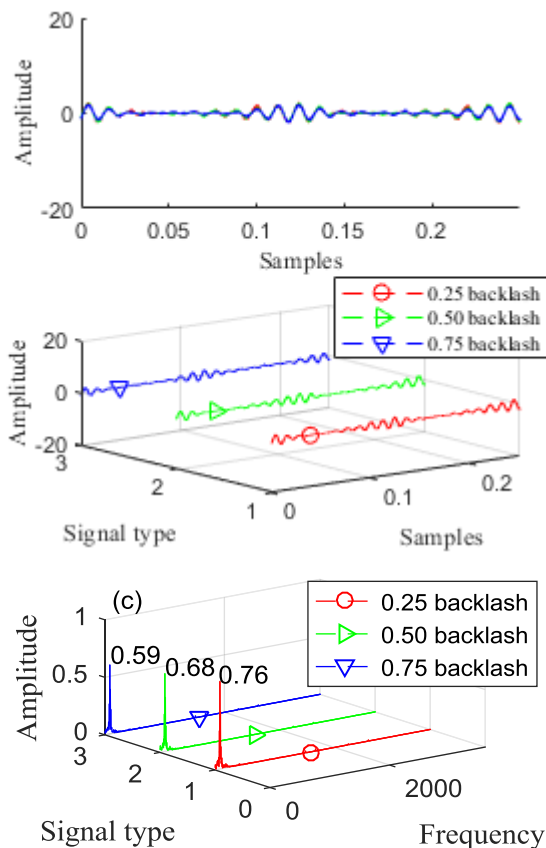 20
0
-20
Amplitude
0 0.05 0.1 0.15 0.2
Samples
0.25 backlash
0.50 backlash
0.75 backlash
20
0
-20
Amplitude
3
2
1
Signal type
0
0.1
0.2
Samples
(c)
0.25 backlash
0.50 backlash
0.75 backlash
1
0.5
0
Amplitude
0.59
0.68
0.76
3
2
1
0
Signal type
0
2000
Frequency